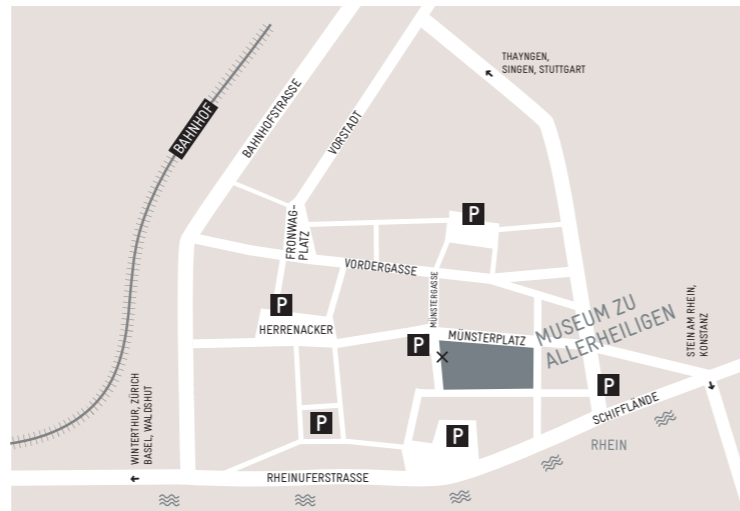 THAYNGEN,
SINGEN, STUTTGART
BAHNHOF
BAHNHOFSTRASSE
VORSTADT
P
FRONWAG-
PLATZ
VORDERGASSE
MÜNSTERGASSE
P
HERRENACKER
MUSEUM ZU
ALLERHEILIGEN
STEIN AM RHEIN,
KONSTANZ
P
MÜNSTERPLATZ
WINTERTHUR, ZÜRICH
BASEL, WALDSHUT
P
P
P
SCHIFFLÄNDE
RHEIN
RHEINUFERSTRASSE